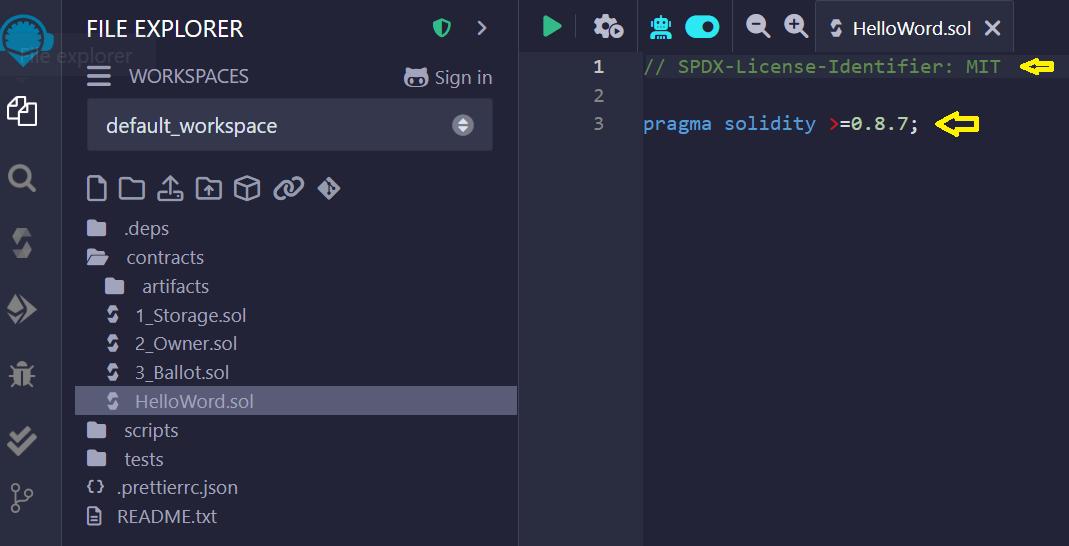 FILE EXPLORER
File explorer
WORKSPACES
Sign in
default_workspace
.deps
contracts
artifacts
1_Storage.sol
2_Owner.sol
3_Ballot.sol
HelloWord.sol
scripts
tests
.prettierrc.json
README.txt
HelloWord.sol
1 // SPDX-License-Identifier: MIT
2
3 pragma solidity >=0.8.7;